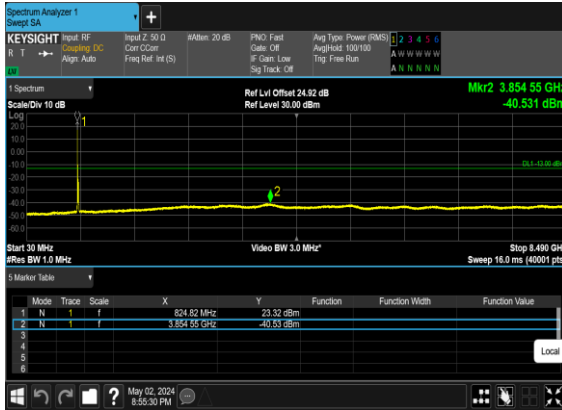 Spectrum Analyzer 1
Swept SA
+
KEYSIGHT Input: RF Input Z: 50 Ω #Atten: 20 dB PNO: Fast Avg Type: Power (RMS) 1 2 3 4 5 6
R T Coupling: DC Corr CCorr Gate: Off Avg|Hold: 100/100 A W W W W W
Align: Auto Freq Ref: Int (S) IF Gain: Low Trig: Free Run
Sig Track: Off A N N N N N
1 Spectrum
Scale/Div 10 dB Ref Lvl Offset 24.92 dB Mkr2 3.854 55 GHz
Ref Level 30.00 dBm -40.531 dBm
Log
20.0
10.0
0.00
-10.0
-20.0
-30.0
-40.0
-50.0
-60.0
1
2
DL1 -13.00 dBm
Start 30 MHz Video BW 3.0 MHz* Stop 8.490 GHz
#Res BW 1.0 MHz Sweep 16.0 ms (40001 pts)
5 Marker Table
Mode Trace Scale X Y Function Function Width Function Value
1 N 1 f 824.82 MHz 23.32 dBm
2 N 1 f 3.854 55 GHz -40.53 dBm
3
4
5
6
Local
? May 02, 2024
8:55:30 PM